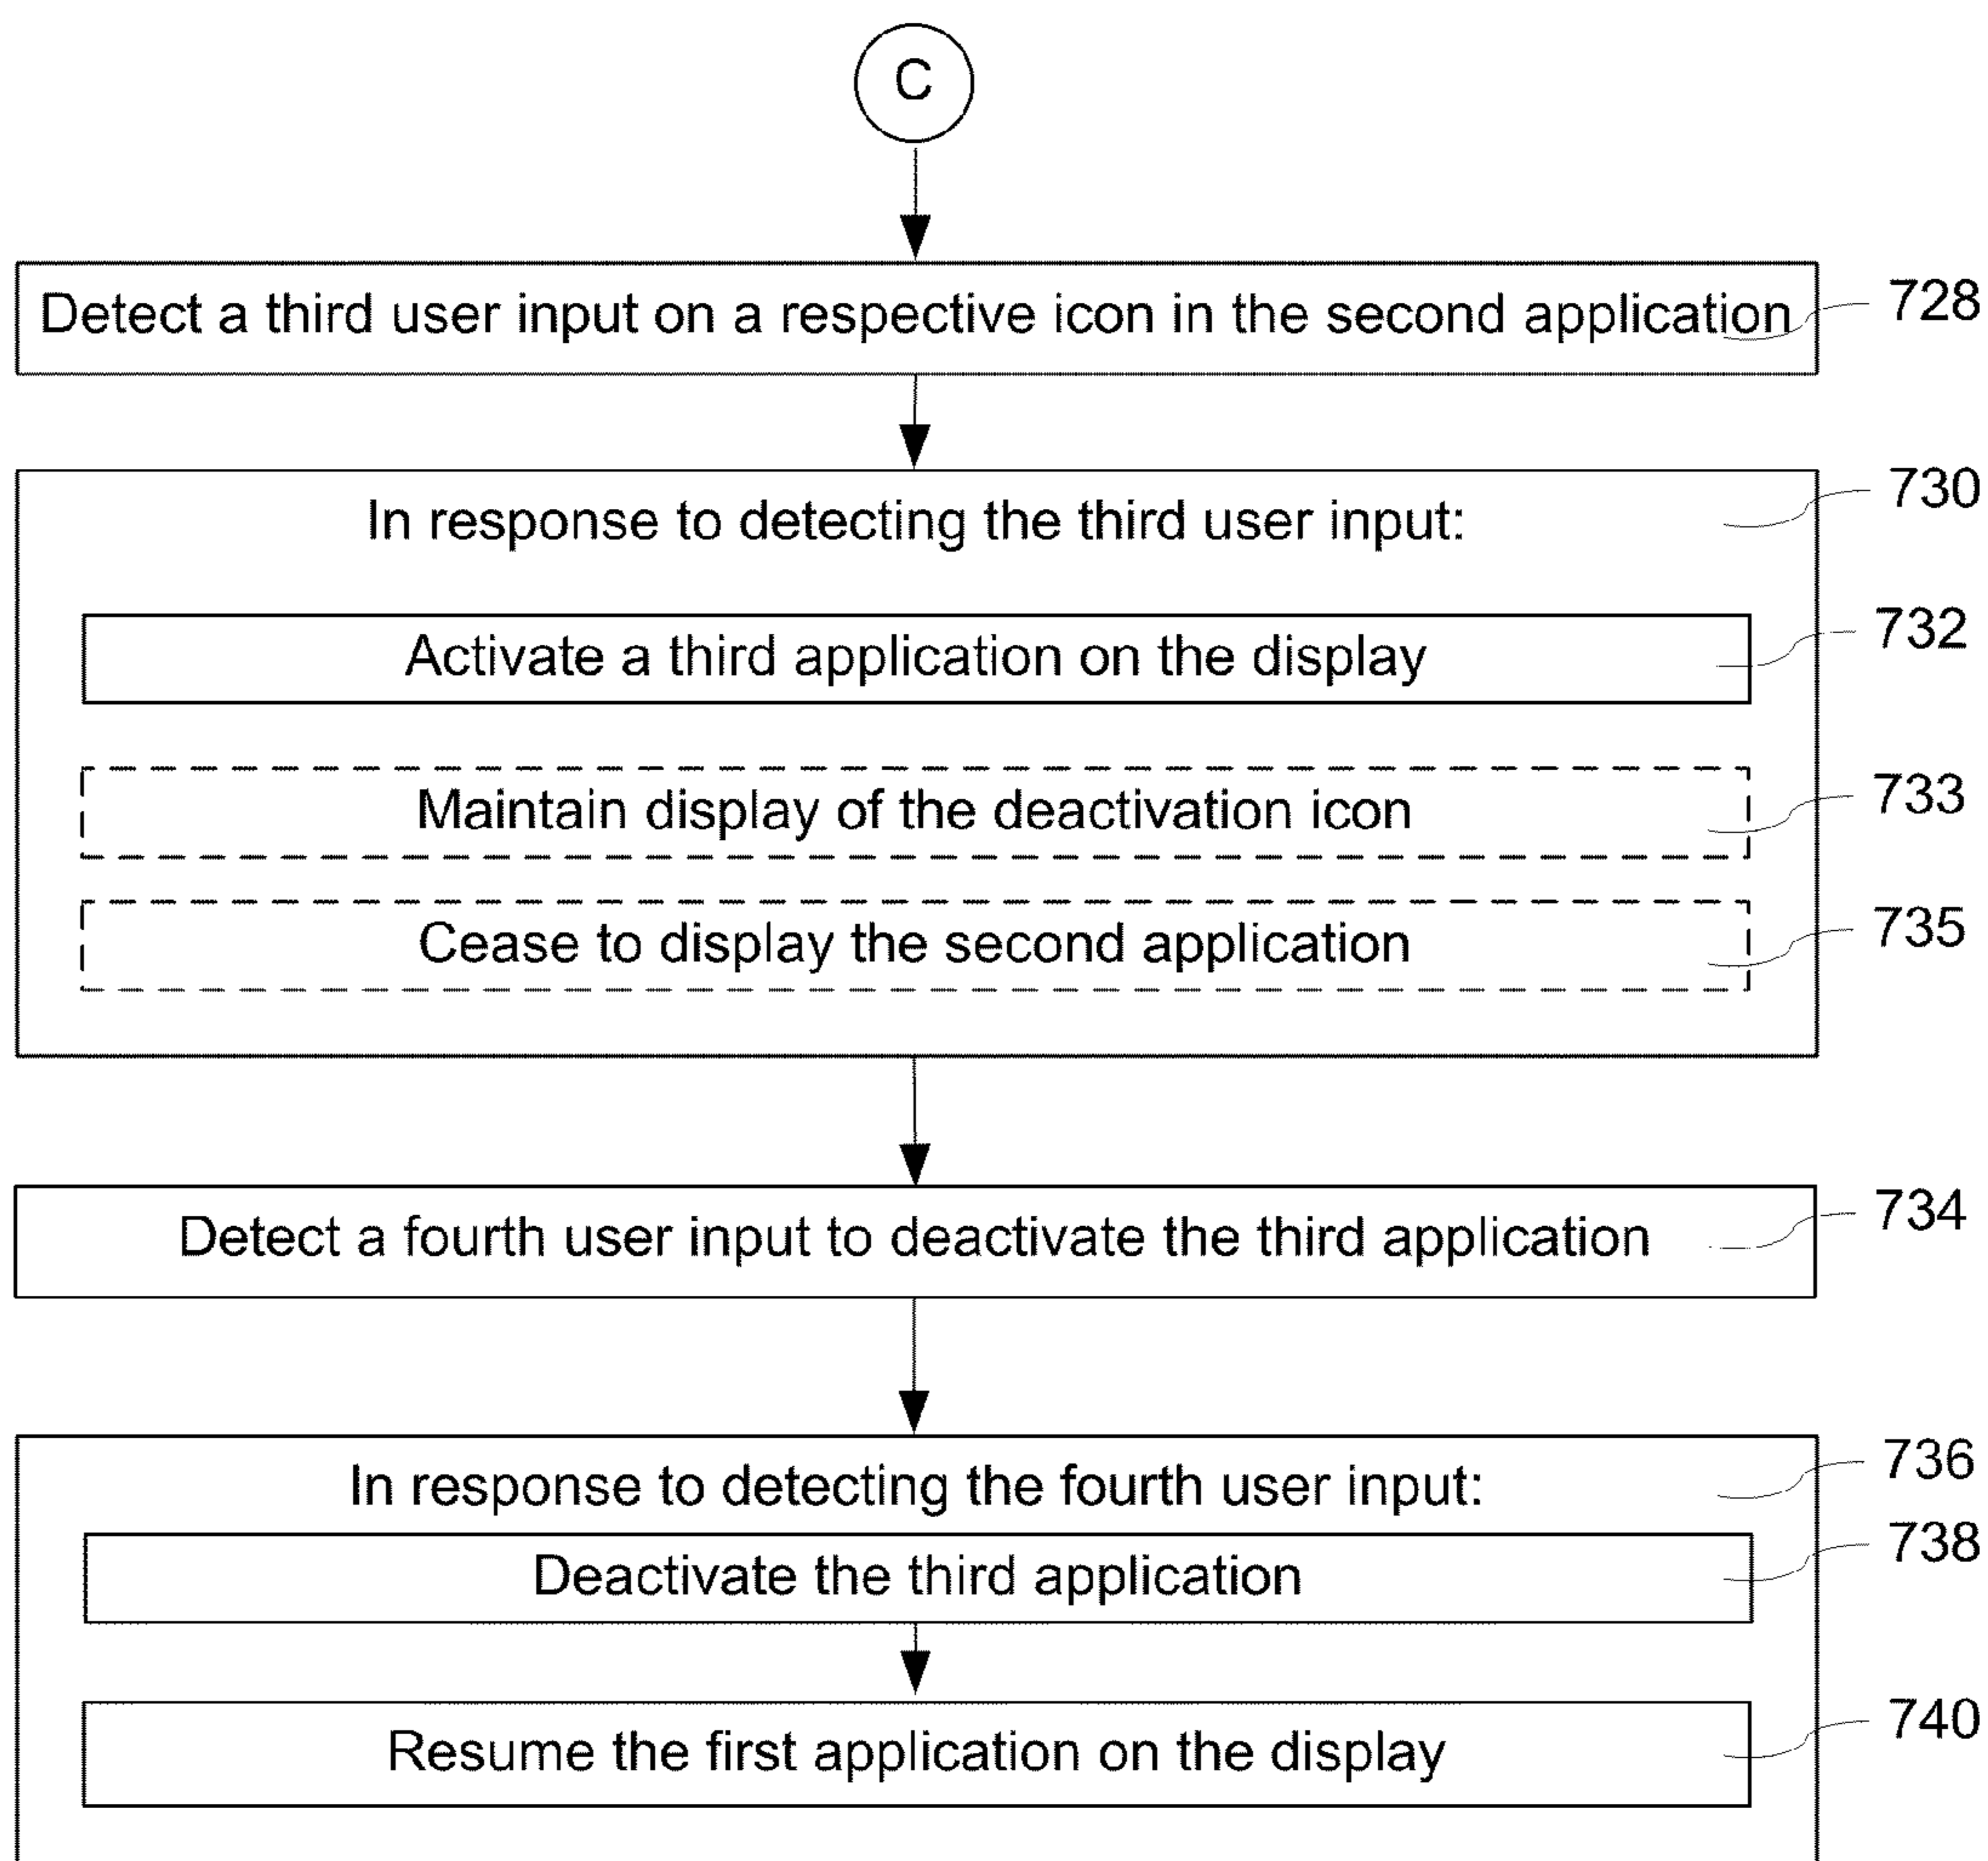 C
Detect a third user input on a respective icon in the second application
728
In response to detecting the third user input:
730
Activate a third application on the display
732
Maintain display of the deactivation icon
733
Cease to display the second application
735
Detect a fourth user input to deactivate the third application
734
In response to detecting the fourth user input:
736
Deactivate the third application
738
Resume the first application on the display
740